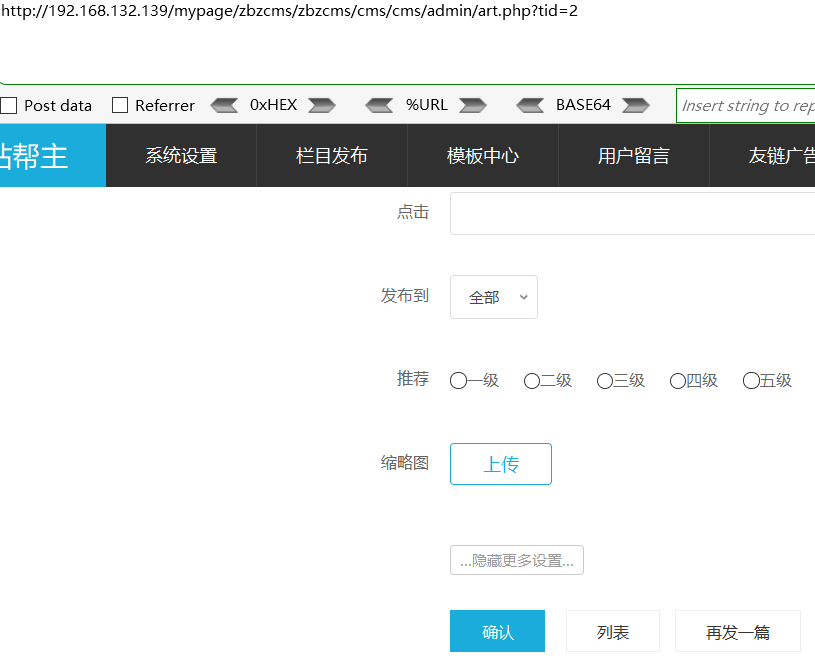 http://192.168.132.139/mypage/zbzcms/zbzcms/cms/cms/admin/art.php?tid=2
Post data Referrer 0xHEX %URL BASE64 Insert string to rep
站帮主 系统设置 栏目发布 模板中心 用户留言 友链广告
点击
发布到 全部
推荐 一级 二级 三级 四级 五级
缩略图 上传
...隐藏更多设置...
确认 列表 再发一篇